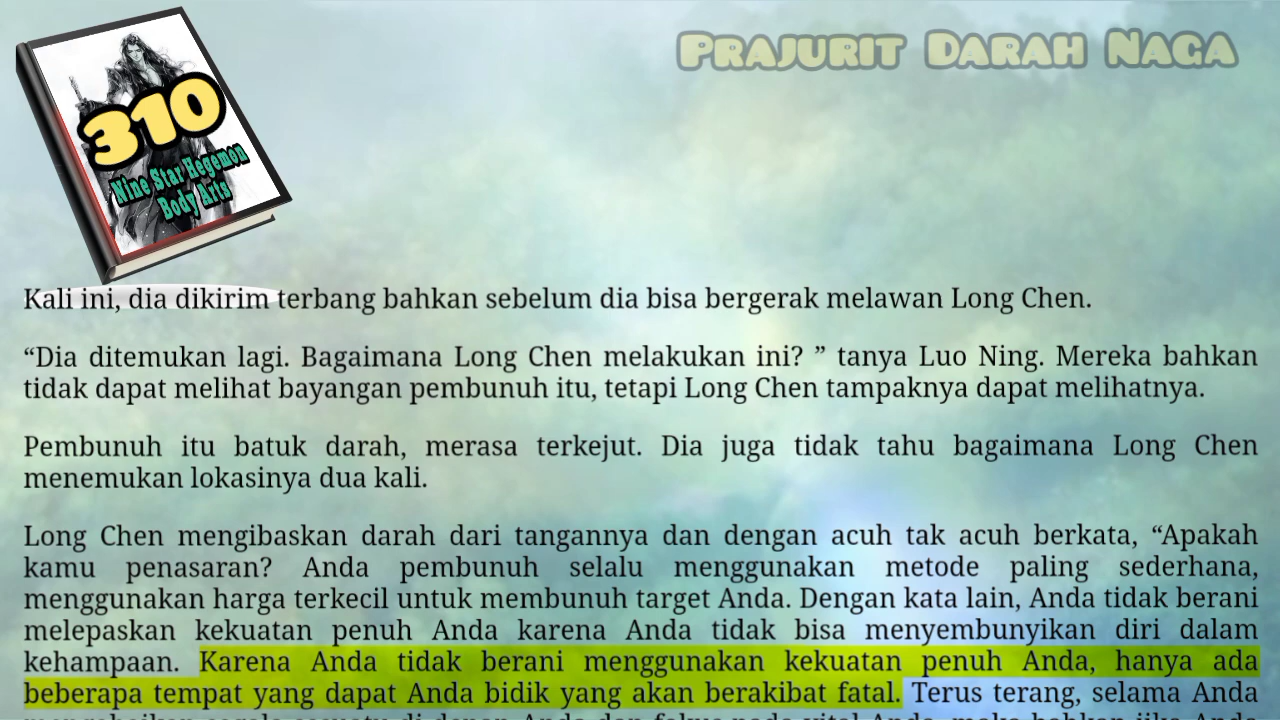 Prajurit Darah Naga
310
Nine Star Hegemon
Body Arts
Kali ini, dia dikirim terbang bahkan sebelum dia bisa bergerak melawan Long Chen.
“Dia ditemukan lagi. Bagaimana Long Chen melakukan ini? ” tanya Luo Ning. Mereka bahkan
tidak dapat melihat bayangan pembunuh itu, tetapi Long Chen tampaknya dapat melihatnya.
Pembunuh itu batuk darah, merasa terkejut. Dia juga tidak tahu bagaimana Long Chen
menemukan lokasinya dua kali.
Long Chen mengibaskan darah dari tangannya dan dengan acuh tak acuh berkata, “Apakah
kamu penasaran? Anda pembunuh selalu menggunakan metode paling sederhana,
menggunakan harga terkecil untuk membunuh target Anda. Dengan kata lain, Anda tidak berani
melepaskan kekuatan penuh Anda karena Anda tidak bisa menyembunyikan diri dalam
kehampaan. Karena Anda tidak berani menggunakan kekuatan penuh Anda, hanya ada
beberapa tempat yang dapat Anda bidik yang akan berakibat fatal. Terus terang, selama Anda